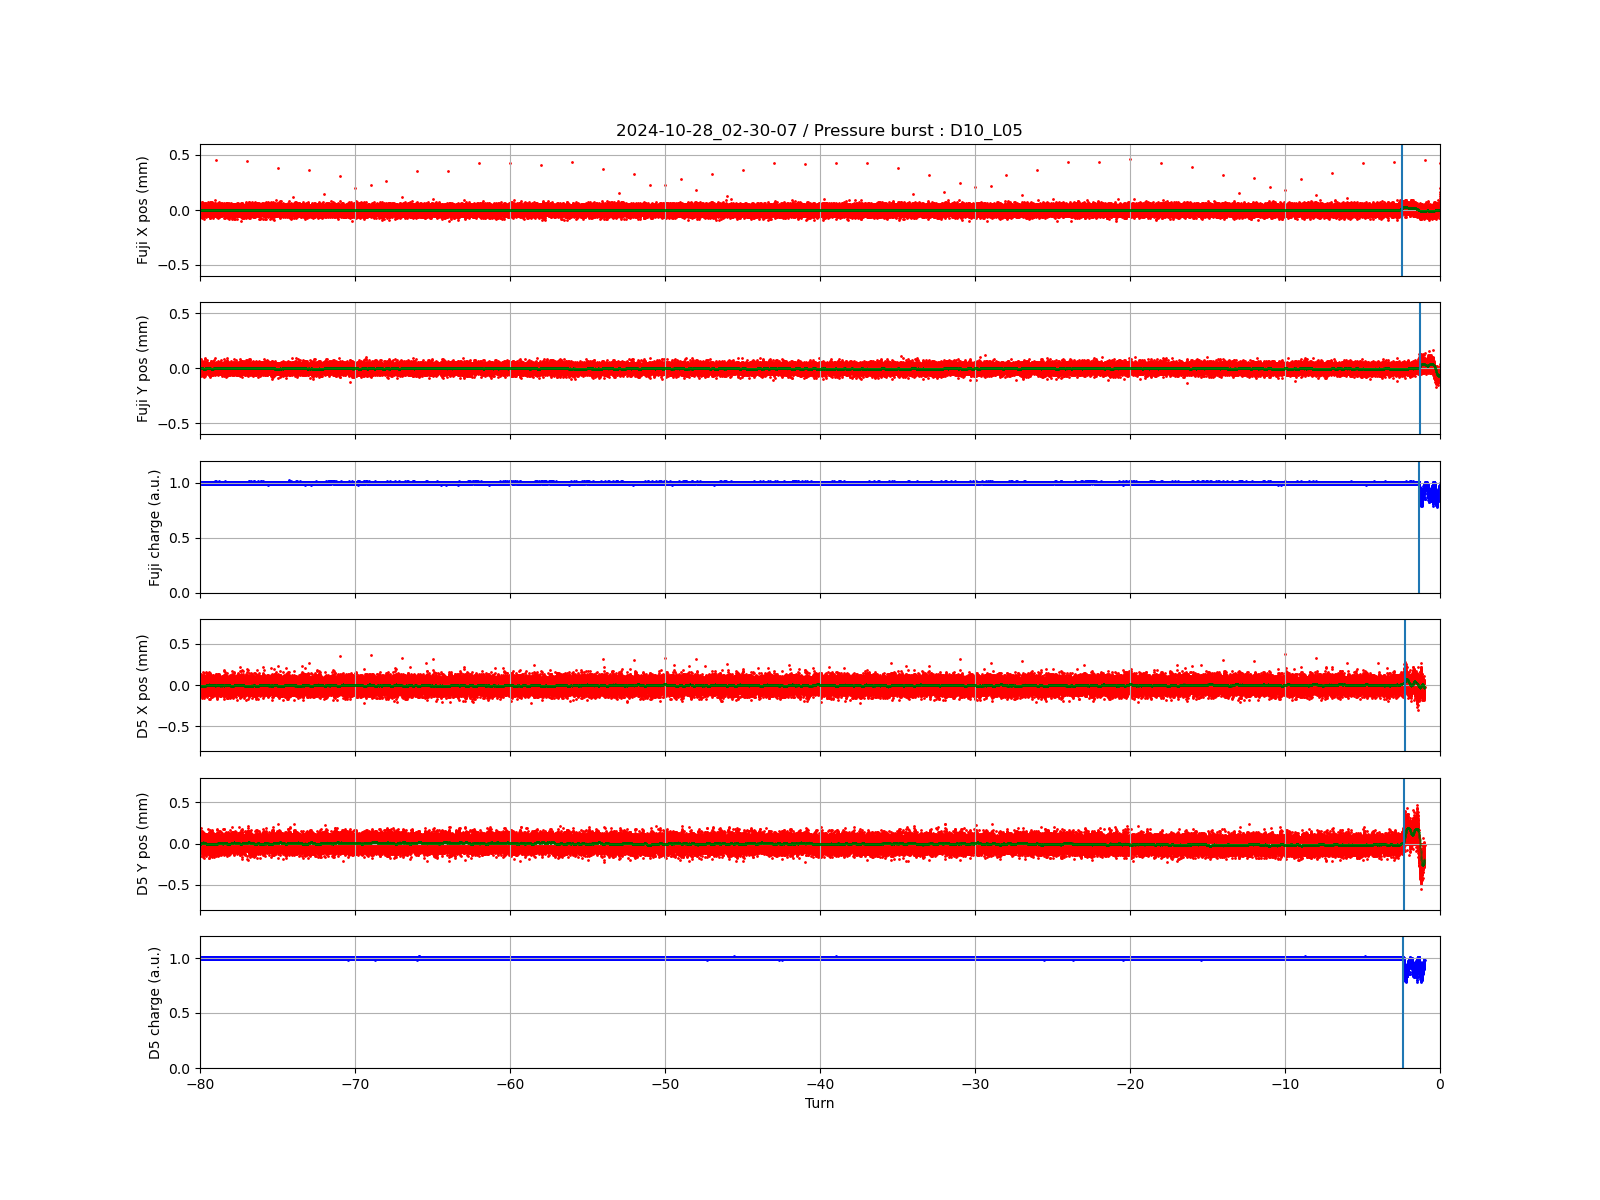 2024-10-28_02-30-07 / Pressure burst : D10_L05
Fuji X pos (mm)
0.5
0.0
−0.5
Fuji Y pos (mm)
0.5
0.0
−0.5
Fuji charge (a.u.)
1.0
0.5
0.0
D5 X pos (mm)
0.5
0.0
−0.5
D5 Y pos (mm)
0.5
0.0
−0.5
D5 charge (a.u.)
1.0
0.5
0.0
−80 −70 −60 −50 −40 −30 −20 −10 0
Turn